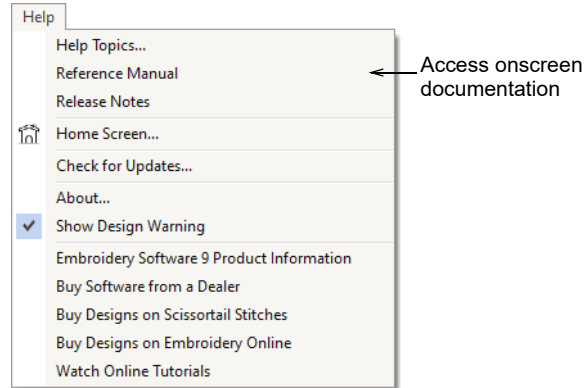 Help
Help Topics...
Reference Manual
Access onscreen
documentation
Release Notes
Home Screen...
Check for Updates...
About...
Show Design Warning
Embroidery Software 9 Product Information
Buy Software from a Dealer
Buy Designs on Scissortail Stitches
Buy Designs on Embroidery Online
Watch Online Tutorials